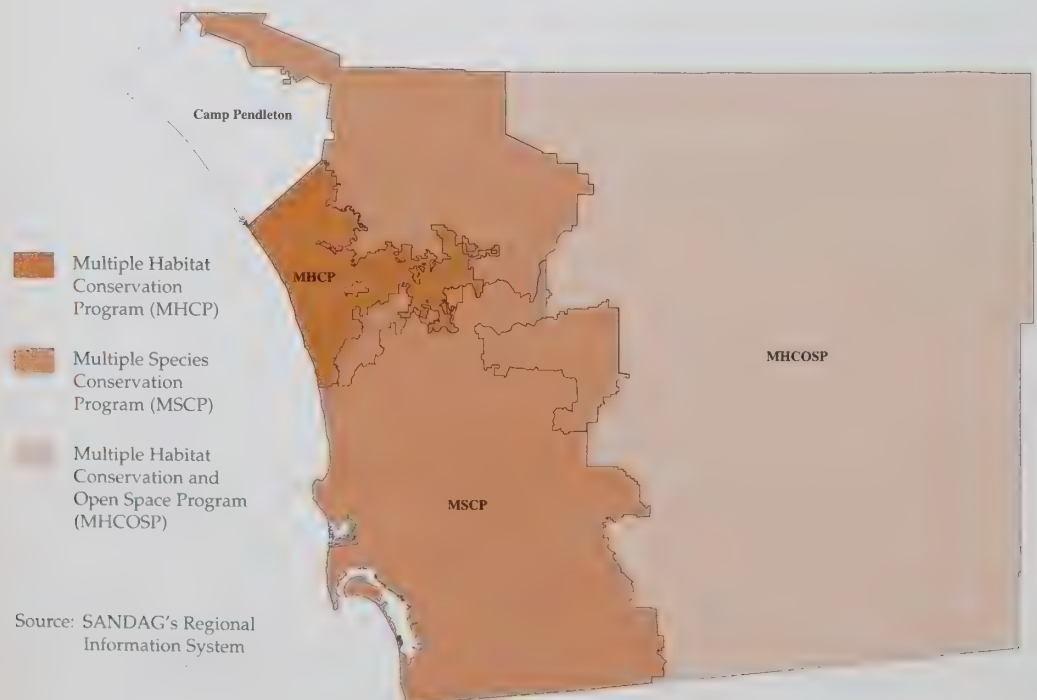 Camp Pendleton
MHCP
MHCOSP
MSCP
Multiple Habitat
Conservation
Program (MHCP)
Multiple Species
Conservation
Program (MSCP)
Multiple Habitat
Conservation and
Open Space Program
(MHCOSP)
Source: SANDAG's Regional
Information System